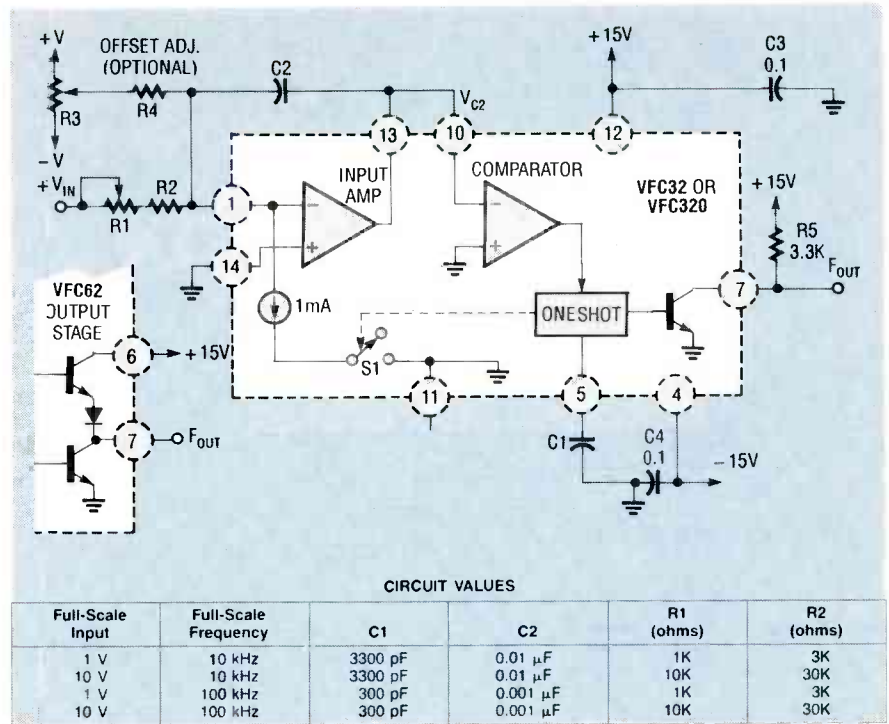 +V
OFFSET ADJ.
(OPTIONAL)
R3
R4
C2
VC2
+15V
C3
0.1
−V
+VIN
R1
R2
13
10
12
INPUT
AMP
COMPARATOR
VFC32 OR
VFC320
+15V
R5
3.3K
FOUT
1
−
+
−
+
14
1mA
ONESHOT
7
S1
11
5
4
C1
C4
0.1
−15V
VFC62
OUTPUT
STAGE
6
+15V
7
FOUT
CIRCUIT VALUES
Full-Scale Input Full-Scale Frequency C1 C2 R1 (ohms) R2 (ohms)
1 V 10 kHz 3300 pF 0.01 µF 1K 3K
10 V 10 kHz 3300 pF 0.01 µF 10K 30K
1 V 100 kHz 300 pF 0.001 µF 1K 3K
10 V 100 kHz 300 pF 0.001 µF 10K 30K